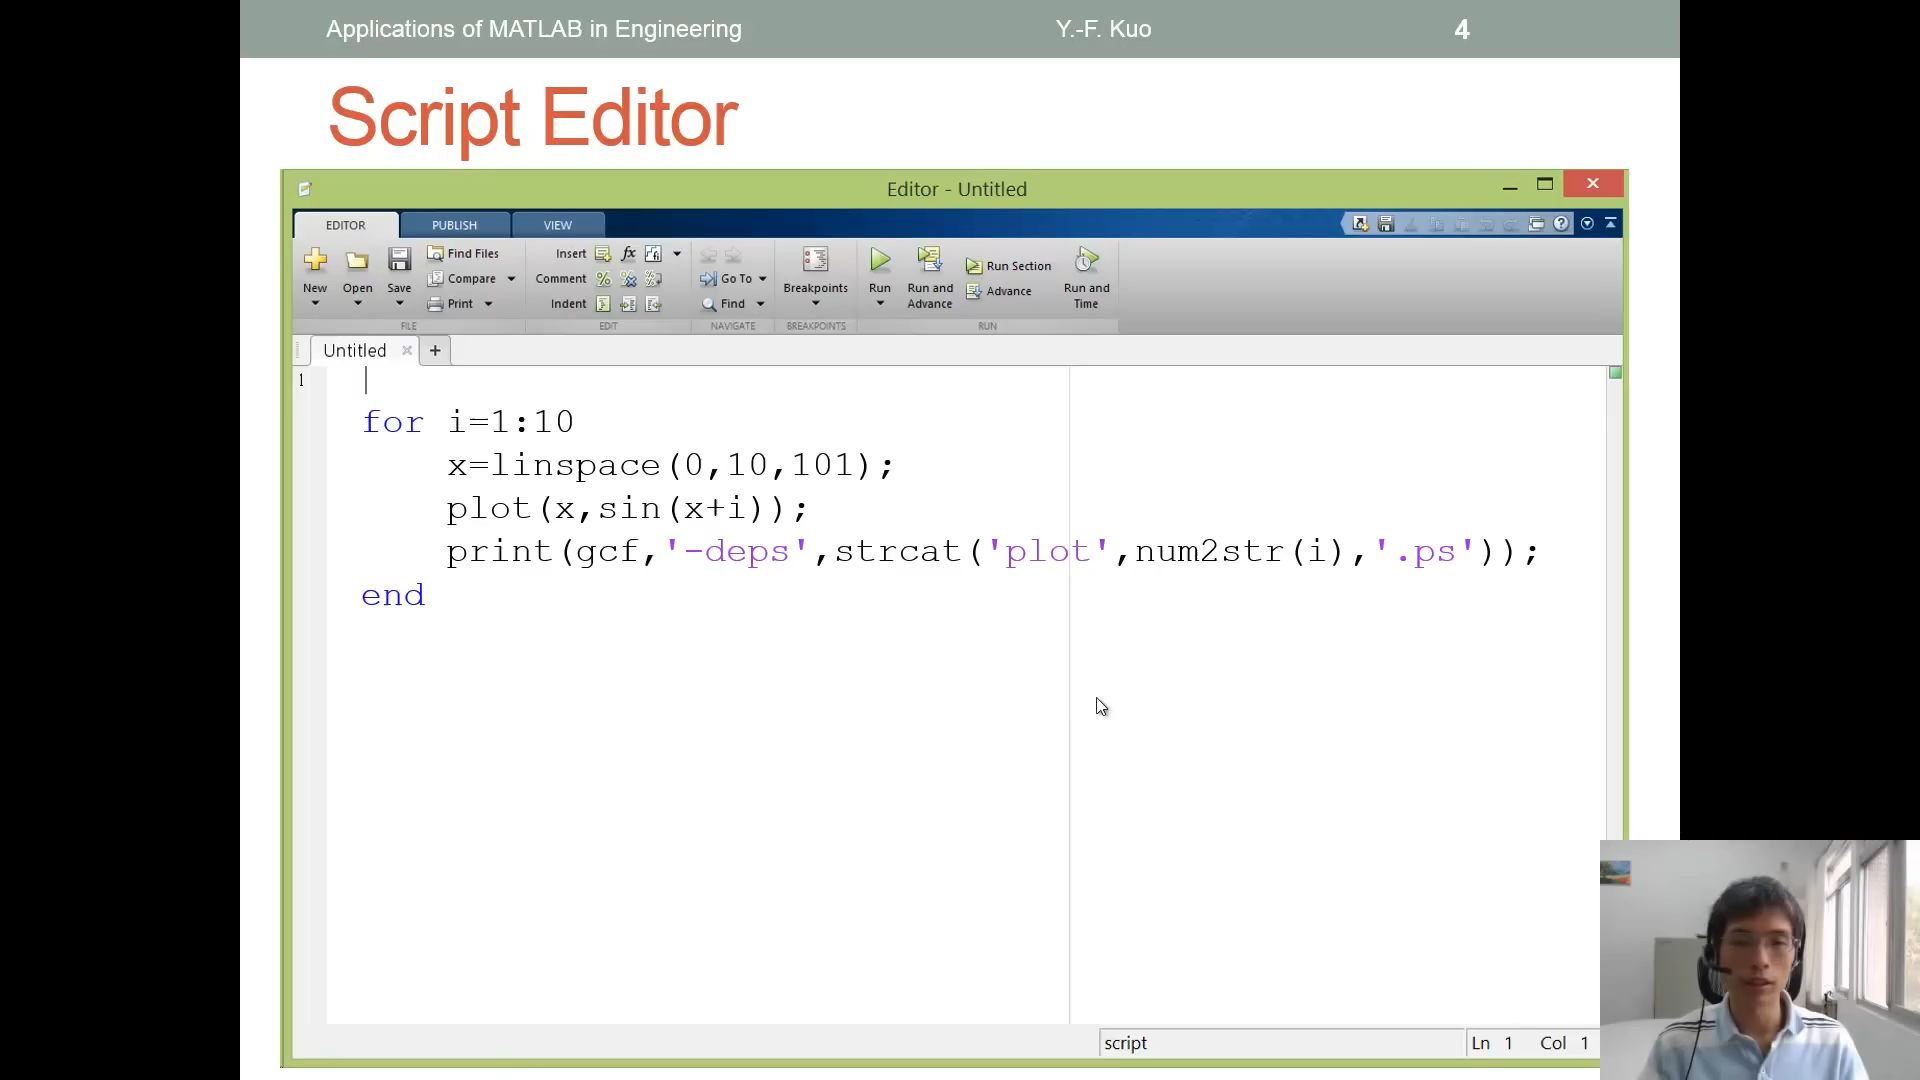 Applications of MATLAB in Engineering Y.-F. Kuo 4
Script Editor
Editor - Untitled
EDITOR PUBLISH VIEW
New Open Save Find Files Compare Print FILE
Insert fx Comment Indent EDIT
Go To Find NAVIGATE
Breakpoints BREAKPOINTS
Run Run and Advance Run Section Advance Run and Time RUN
Untitled
1
for i=1:10
x=linspace(0,10,101);
plot(x,sin(x+i));
print(gcf,'-deps',strcat('plot',num2str(i),'.ps'));
end
script Ln 1 Col 1